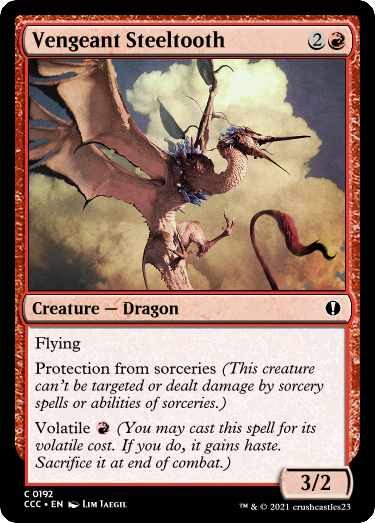 Vengeant Steeltooth 2
Creature — Dragon
Flying
Protection from sorceries (This creature
can't be targeted or dealt damage by sorcery
spells or abilities of sorceries.)
Volatile (You may cast this spell for its
volatile cost. If you do, it gains haste.
Sacrifice it at end of combat.)
3/2
C 0192
CCC • EN Lim Iaegil
™ & © 2021 crushcastles23